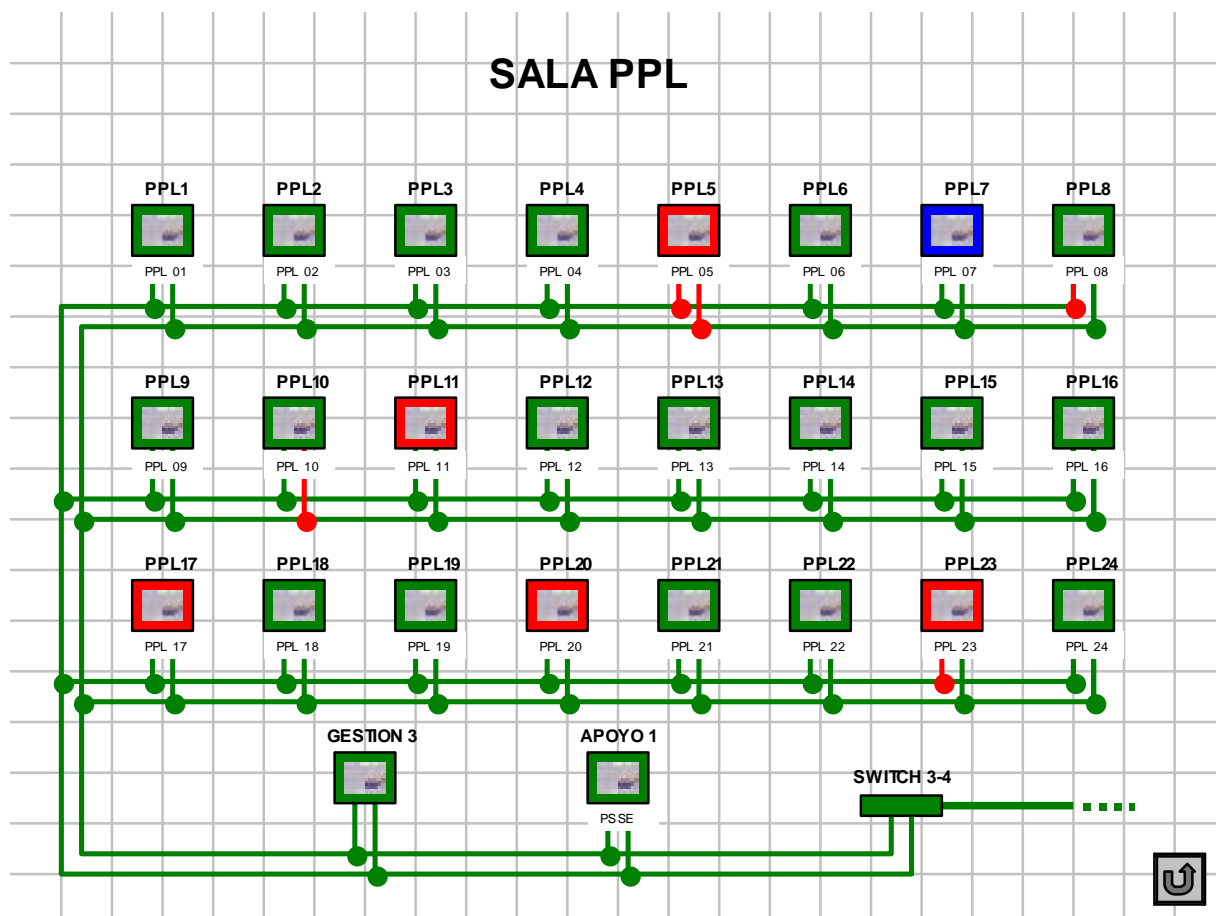 SALA PPL
PPL1 PPL2 PPL3 PPL4 PPL5 PPL6 PPL7 PPL8
PPL 01 PPL 02 PPL 03 PPL 04 PPL 05 PPL 06 PPL 07 PPL 08
PPL9 PPL10 PPL11 PPL12 PPL13 PPL14 PPL15 PPL16
PPL 09 PPL 10 PPL 11 PPL 12 PPL 13 PPL 14 PPL 15 PPL 16
PPL17 PPL18 PPL19 PPL20 PPL21 PPL22 PPL23 PPL24
PPL 17 PPL 18 PPL 19 PPL 20 PPL 21 PPL 22 PPL 23 PPL 24
GESTION 3 APOYO 1
SWITCH 3-4
PSSE